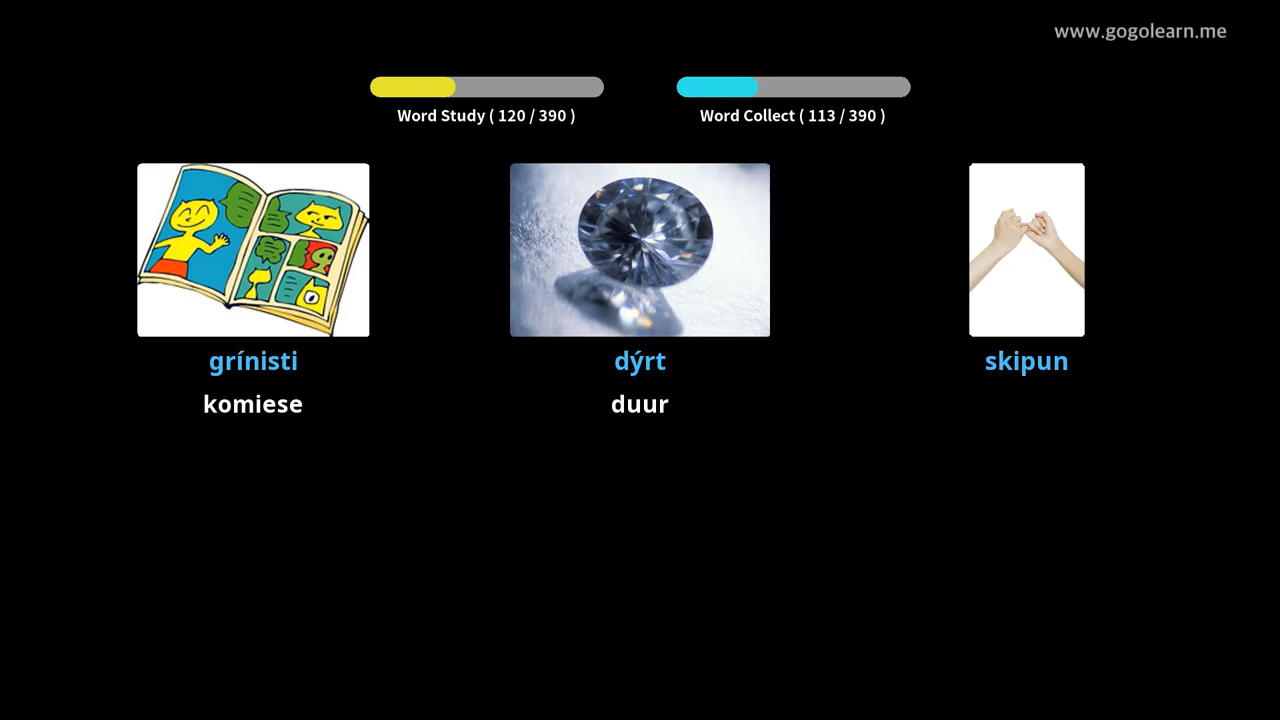 www.gogolearn.me
Word Study ( 120 / 390 )
Word Collect ( 113 / 390 )
grínisti
dýrt
skipun
komiese
duur